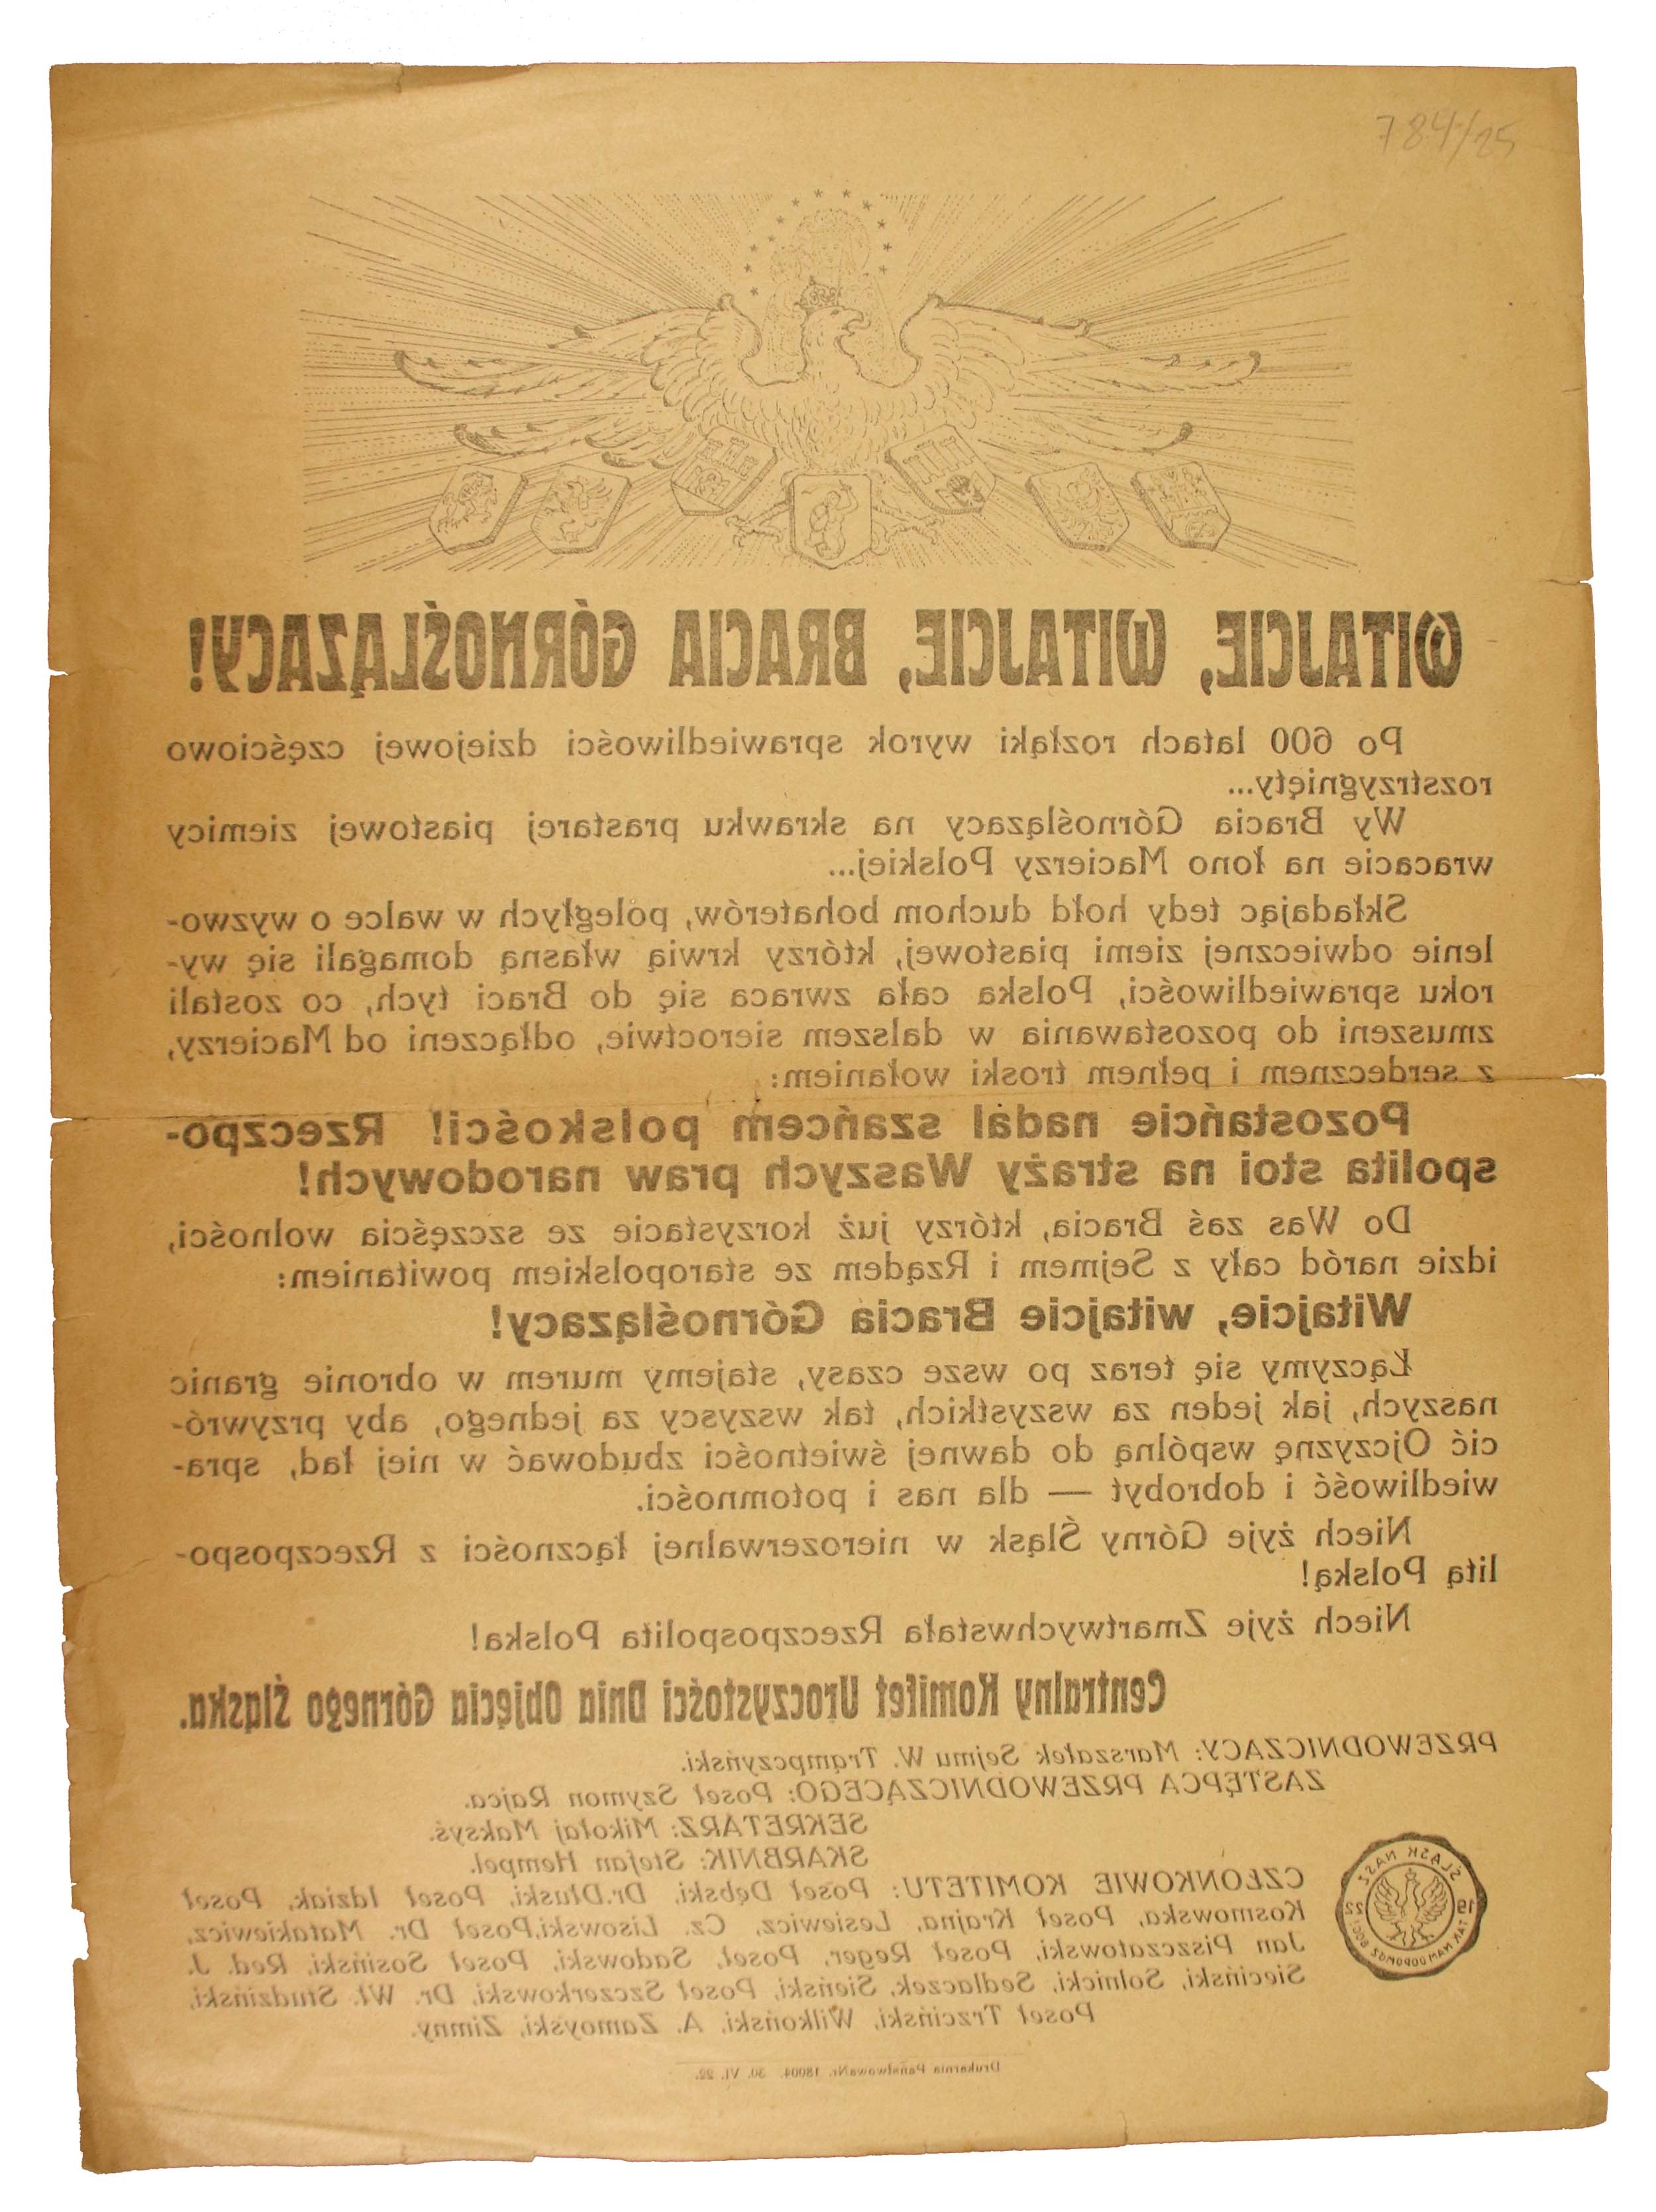 784/25
WITAJCIE, WITAJCIE, BRACIA GÓRNOŚLĄZACY!
Po 600 latach rozłąki wyrok sprawiedliwości dziejowej częściowo
rozstrzygnięty...
Wy Bracia Górnoślązacy na skrawku prastarej piastowej ziemicy
wracacie na łono Macierzy Polskiej...
Składając tedy hołd duchom bohaterów, poległych w walce o wyzwo-
lenie odwiecznej ziemi piastowej, którzy krwią własną domagali się wy-
roku sprawiedliwości, Polska cała zwraca się do Braci tych, co zostali
zmuszeni do pozostawania w dalszem sieroctwie, odłączeni od Macierzy,
z serdecznem i pełnem troski wołaniem:
Pozostańcie nadal szańcem polskości! Rzeczpo-
spolita stoi na straży Waszych praw narodowych!
Do Was zaś Bracia, którzy już korzystacie ze szczęścia wolności,
idzie naród cały z Sejmem i Rządem ze staropolskiem powitaniem:
Witajcie, witajcie Bracia Górnoślązacy!
Łączymy się teraz po wsze czasy, stajemy murem w obronie granic
naszych, jak jeden za wszystkich, tak wszyscy za jednego, aby przywró-
cić Ojczyznę wspólną do dawnej świetności zbudować w niej ład, spra-
wiedliwość i dobrobyt — dla nas i potomności.
Niech żyje Górny Śląsk w nierozerwalnej łączności z Rzeczpospo-
litą Polską!
Niech żyje Zmartwychwstała Rzeczpospolita Polska!
Centralny Komitet Uroczystości Dnia Objęcia Górnego Śląska.
PRZEWODNICZACY: Marszałek Sejmu W. Trąmpczyński.
ZASTĘPCA PRZEWODNICZĄCEGO: Poseł Szymon Rajca.
SEKRETARZ: Mikołaj Maksyś.
SKARBNIK: Stefan Hempel.
CZŁONKOWIE KOMITETU: Poseł Dębski, Dr. Dłuski, Poseł Idziak, Poseł
Kosmowska, Poseł Krajna, Lesiewicz, Cz. Lisowski, Poseł Dr. Matakiewicz,
Jan Piszczatowski, Poseł Reger, Poseł Sadowski, Poseł Sosiński, Red. J.
Sieciński, Solnicki, Sedlaczek, Sieński, Poseł Szczerkowski, Dr. Wł. Studziński,
Poseł Trzciński, Wilkoński, A. Zamoyski, Zimny.
ŚLĄSK NASZ
19 22
TAK NAM DOPOMÓŻ BÓG!
Drukarnia Państwowa Nr. 18004. 30. VI. 22.